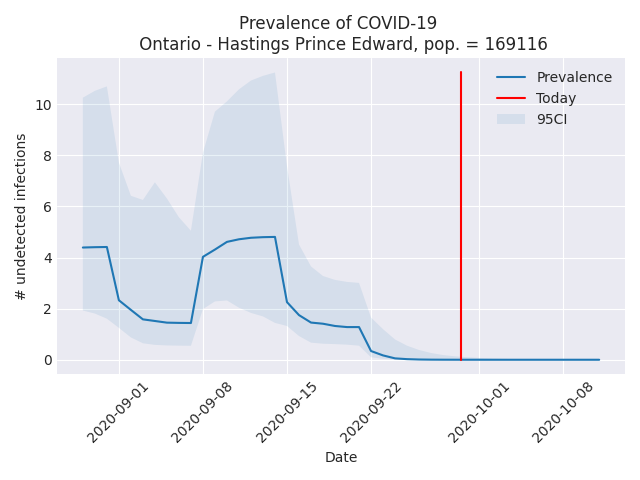 Prevalence of COVID-19
Ontario - Hastings Prince Edward, pop. = 169116
Prevalence
Today
95CI
# undetected infections
10
8
6
4
2
0
2020-09-01
2020-09-08
2020-09-15
2020-09-22
2020-10-01
2020-10-08
Date